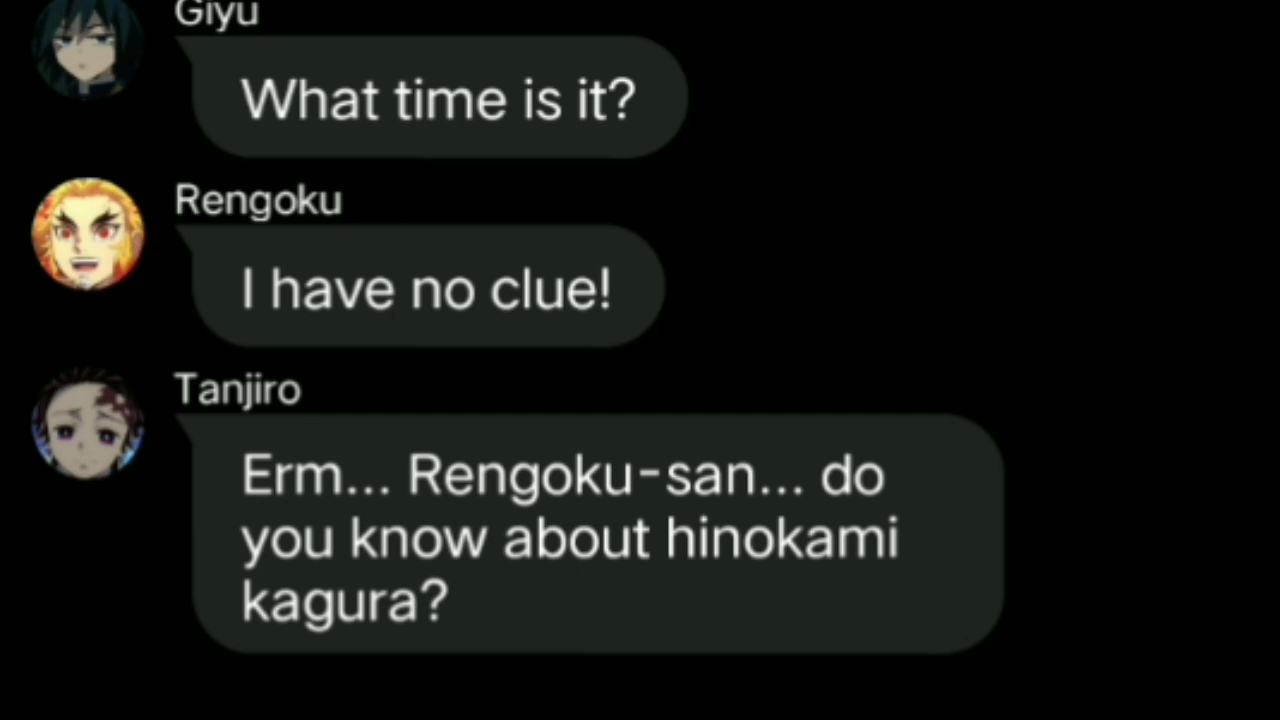 Giyu
What time is it?
Rengoku
I have no clue!
Tanjiro
Erm... Rengoku-san... do
you know about hinokami
kagura?